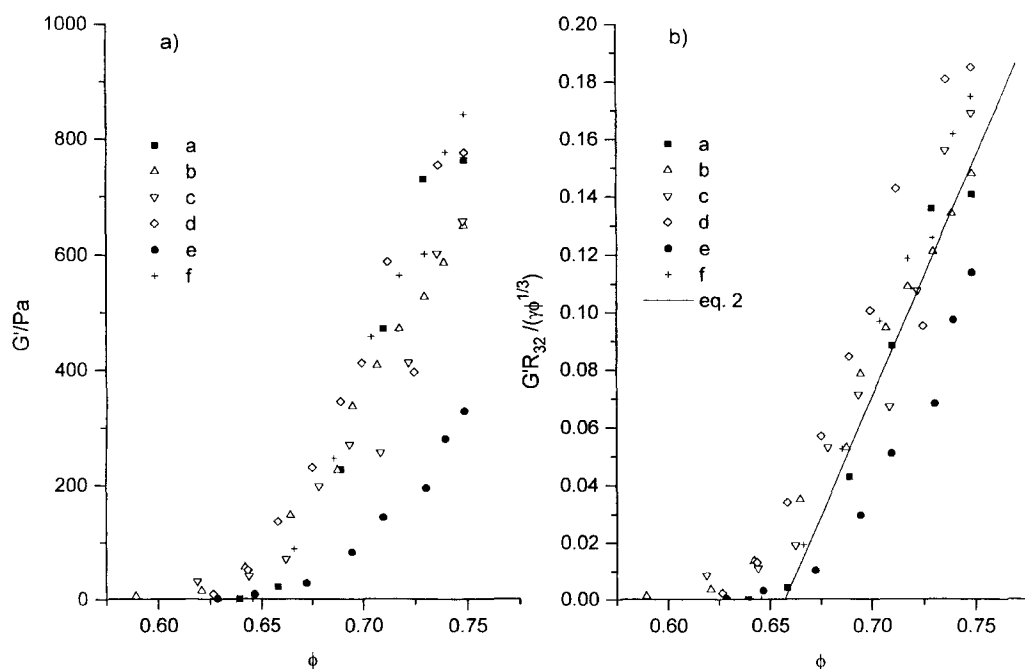 a)
1000
800
600
400
200
0
G'/Pa
a
b
c
d
e
f
0.60
0.65
0.70
0.75
ϕ
b)
0.20
0.18
0.16
0.14
0.12
0.10
0.08
0.06
0.04
0.02
0.00
G'R₃₂/(γϕ^1/3)
a
b
c
d
e
f
eq. 2
0.60
0.65
0.70
0.75
ϕ